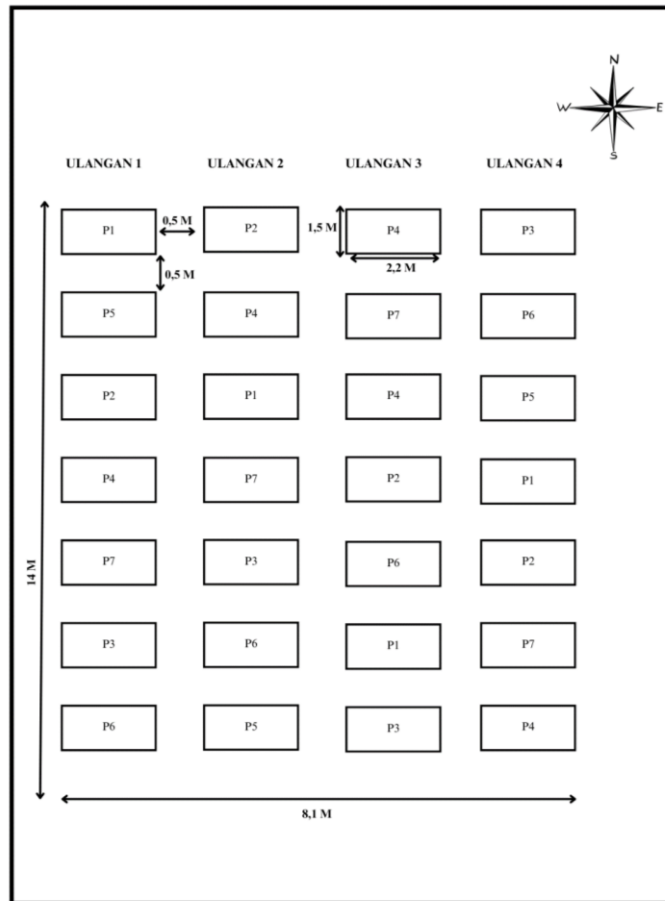 N
W E
S
ULANGAN 1 ULANGAN 2 ULANGAN 3 ULANGAN 4
P1 0,5 M P2 1,5 M P4 P3
2,2 M
0,5 M
P5 P4 P7 P6
P2 P1 P4 P5
P4 P7 P2 P1
P7 P3 P6 P2
14 M
P3 P6 P1 P7
P6 P5 P3 P4
8,1 M